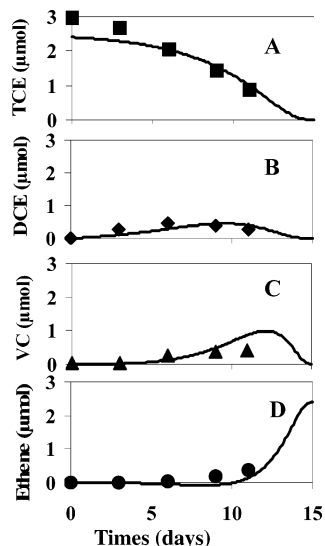 3
A
2
1
0
TCE (µmol)
3
B
2
1
0
DCE (µmol)
3
C
2
1
0
VC (µmol)
3
D
2
1
0
Ethene (µmol)
0 5 10 15
Times (days)